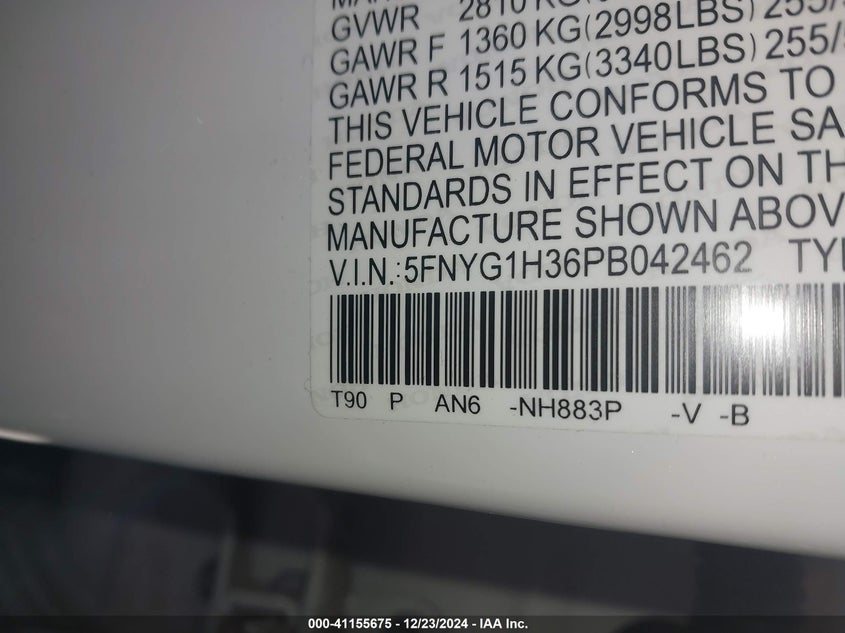 GVWR 2810 KG(
GAWR F 1360 KG(2998LBS) 255/
GAWR R 1515 KG(3340LBS) 255/
THIS VEHICLE CONFORMS TO
FEDERAL MOTOR VEHICLE SA
STANDARDS IN EFFECT ON TH
MANUFACTURE SHOWN ABOV
V.I.N.:5FNYG1H36PB042462 TYP
T90 P AN6 -NH883P -V -B
000-41155675 - 12/23/2024 - IAA Inc.